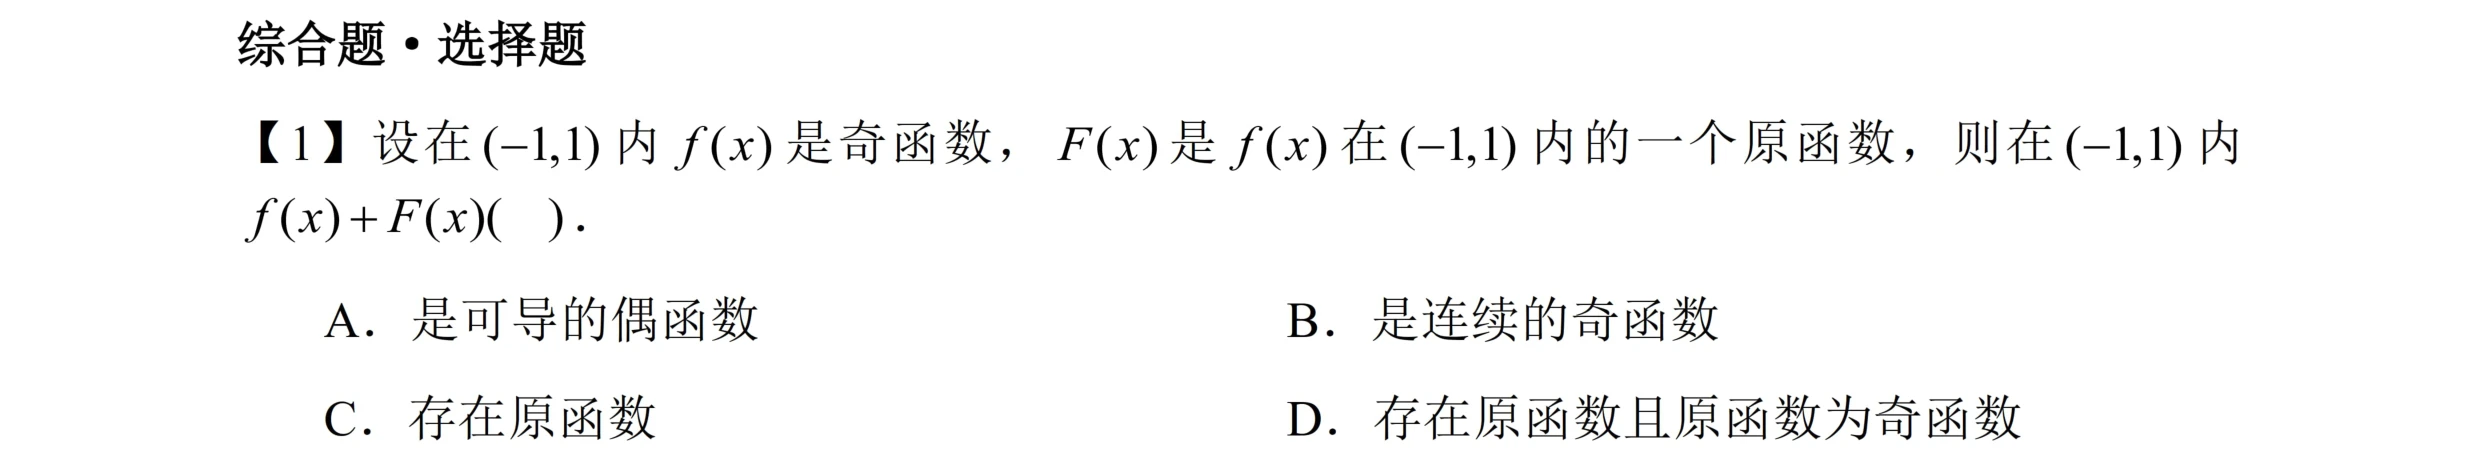 综合题·选择题
【1】设在(−1,1)内 f(x)是奇函数， F(x)是 f(x)在(−1,1)内的一个原函数，则在(−1,1)内
f(x)+F(x)( ).
A．是可导的偶函数 B．是连续的奇函数
C．存在原函数 D．存在原函数且原函数为奇函数